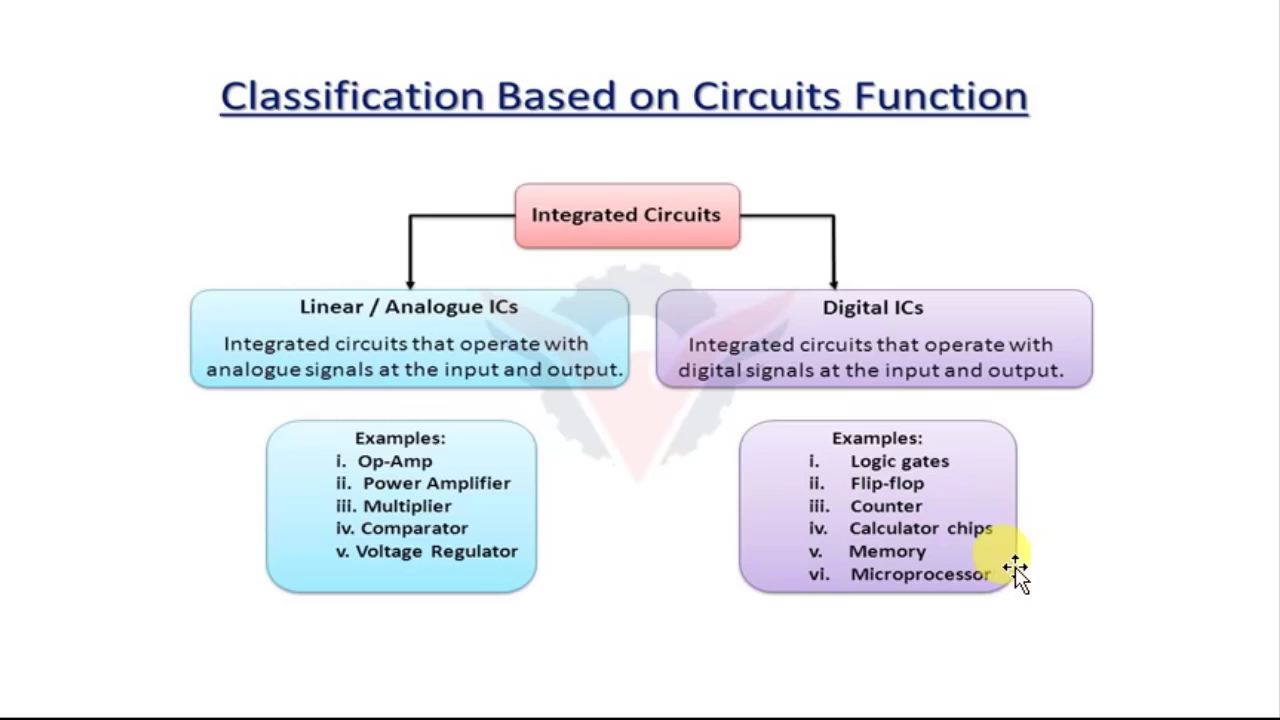 Classification Based on Circuits Function
Integrated Circuits
Linear / Analogue ICs
Integrated circuits that operate with
analogue signals at the input and output.
Digital ICs
Integrated circuits that operate with
digital signals at the input and output.
Examples:
i. Op-Amp
ii. Power Amplifier
iii. Multiplier
iv. Comparator
v. Voltage Regulator
Examples:
i. Logic gates
ii. Flip-flop
iii. Counter
iv. Calculator chips
v. Memory
vi. Microprocessor